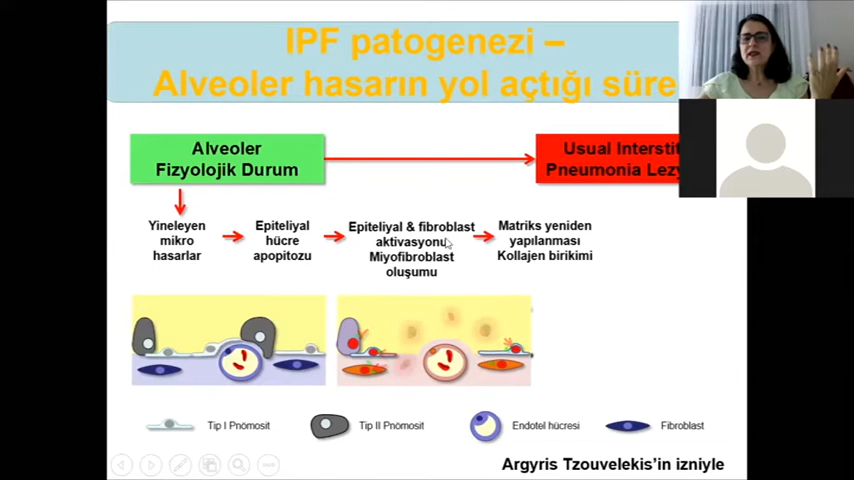 IPF patogenezi –
Alveoler hasarın yol açtığı süre
Alveoler
Fizyolojik Durum
Usual Interstit
Pneumonia Lezy
Yineleyen
mikro
hasarlar
Epiteliyal
hücre
apopitozu
Epiteliyal & fibroblast
aktivasyonu
Miyofibroblast
oluşumu
Matriks yeniden
yapılanması
Kollajen birikimi
Tip I Pnömosit
Tip II Pnömosit
Endotel hücresi
Fibroblast
Argyris Tzouvelekis’in izniyle